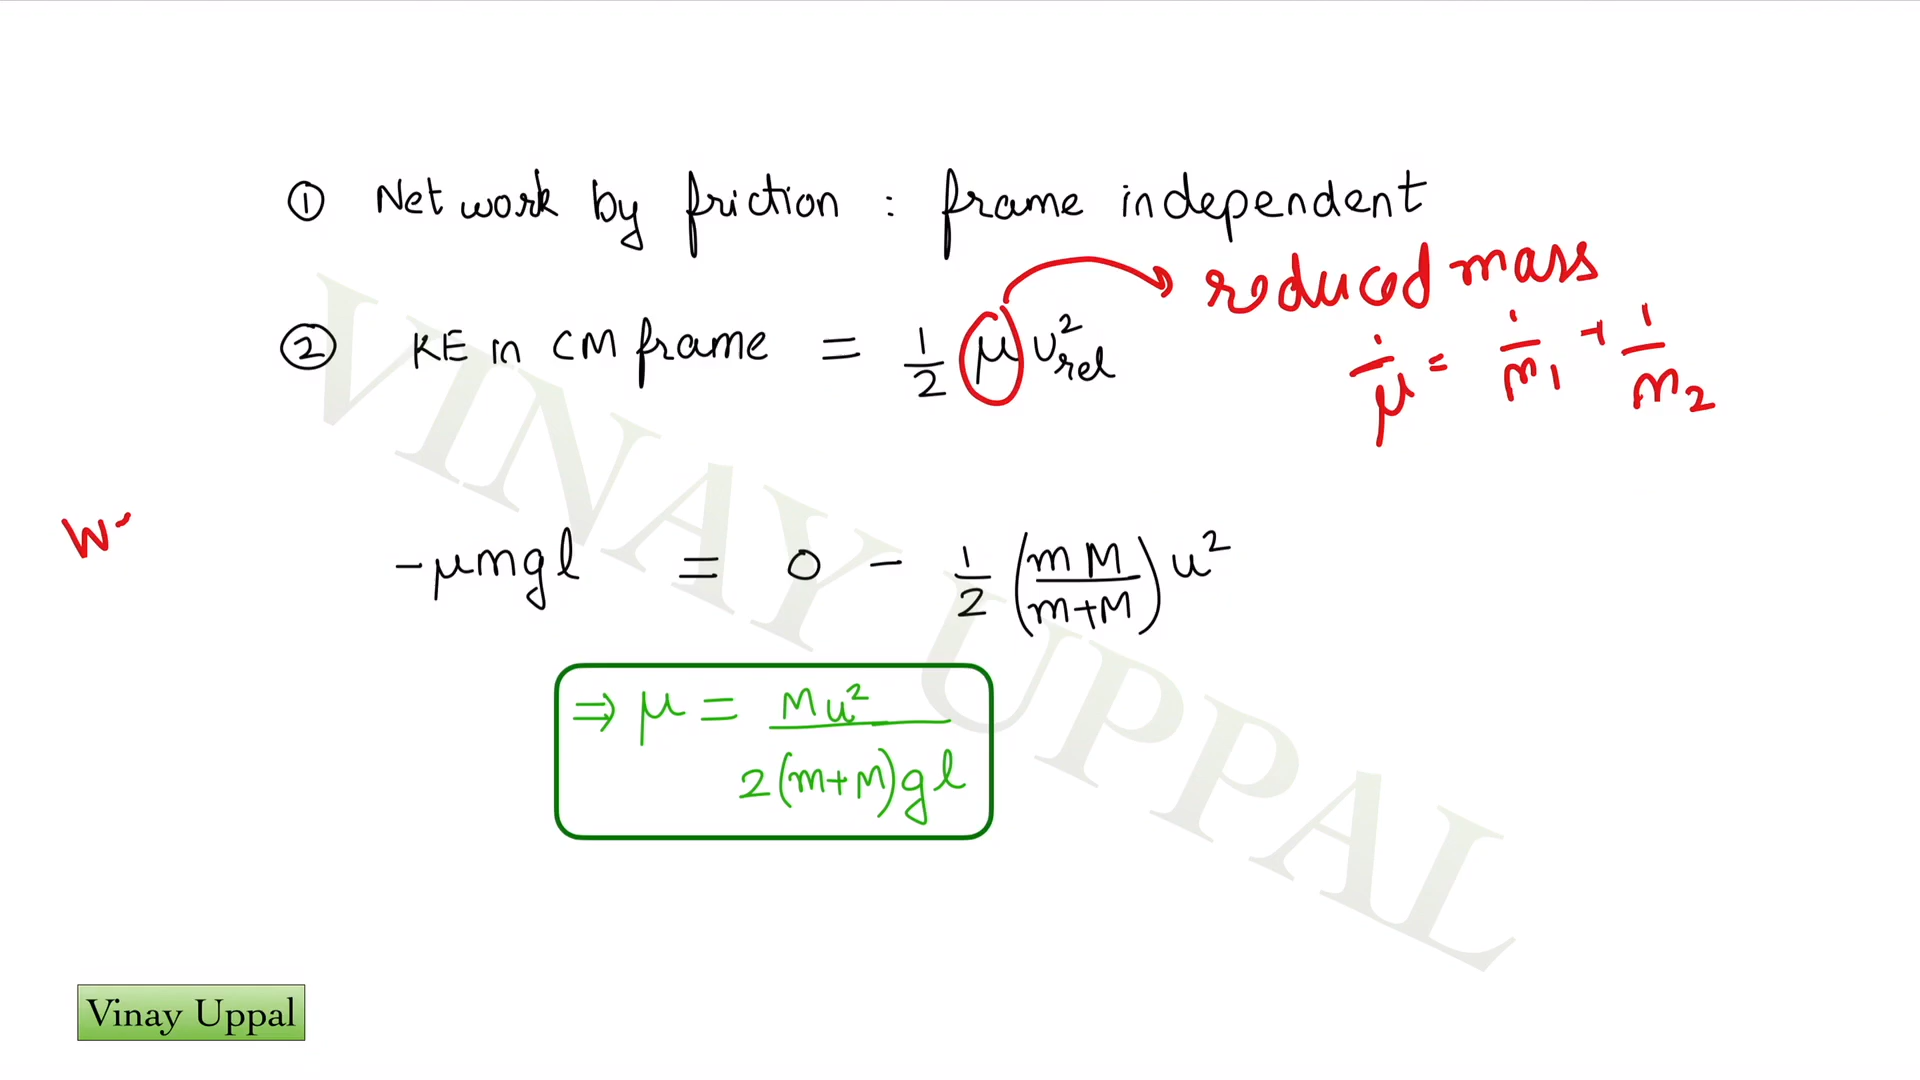 ① Net work by friction : frame independent
reduced mass
② KE in CM frame = 1/2 μ v²rel
1/μ = 1/m₁ + 1/m₂
W
-μmgl = 0 - 1/2 (mM/(m+M)) u²
⇒ μ = Mu²/(2(m+M)gl)
VINAY UPPAL
Vinay Uppal